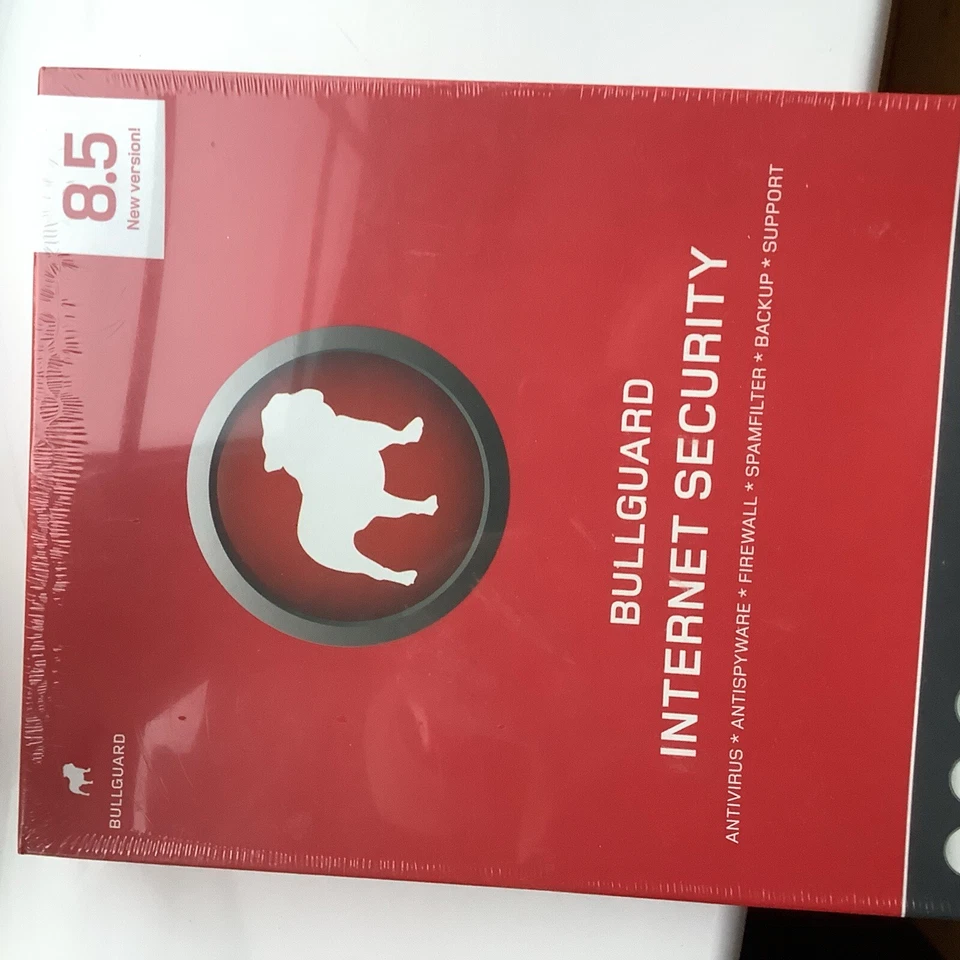 BULLGUARD
8.5
New version!
BULLGUARD
INTERNET SECURITY
ANTIVIRUS * ANTISPYWARE * FIREWALL * SPAMFILTER * BACKUP * SUPPORT